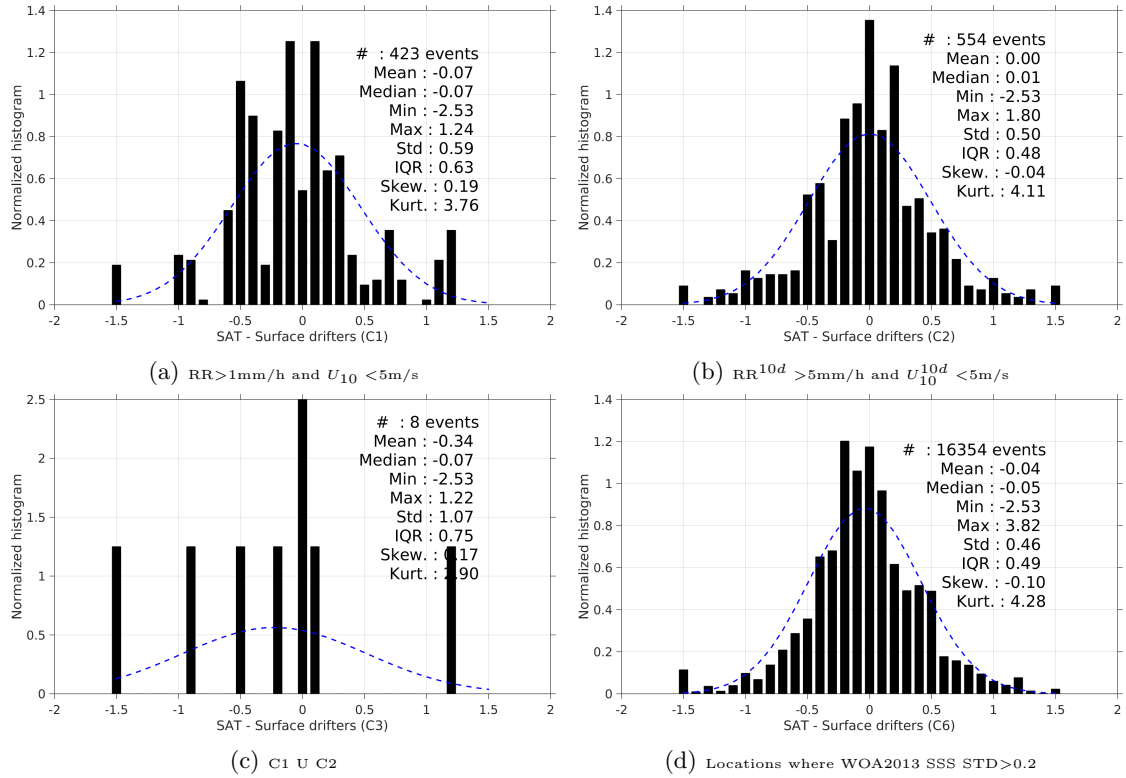 1.4
1.2
1
0.8
0.6
0.4
0.2
0
-2
-1.5
-1
-0.5
0
0.5
1
1.5
2
Normalized histogram
SAT - Surface drifters (C1)
# : 423 events
Mean : -0.07
Median : -0.07
Min : -2.53
Max : 1.24
Std : 0.59
IQR : 0.63
Skew. : 0.19
Kurt. : 3.76
(a) RR>1mm/h and U10 <5m/s
1.4
1.2
1
0.8
0.6
0.4
0.2
0
-2
-1.5
-1
-0.5
0
0.5
1
1.5
2
Normalized histogram
SAT - Surface drifters (C2)
# : 554 events
Mean : 0.00
Median : 0.01
Min : -2.53
Max : 1.80
Std : 0.50
IQR : 0.48
Skew. : -0.04
Kurt. : 4.11
(b) RR^10d >5mm/h and U_10^10d <5m/s
2.5
2
1.5
1
0.5
0
-2
-1.5
-1
-0.5
0
0.5
1
1.5
2
Normalized histogram
SAT - Surface drifters (C3)
# : 8 events
Mean : -0.34
Median : -0.07
Min : -2.53
Max : 1.22
Std : 1.07
IQR : 0.75
Skew. : 0.17
Kurt. : 2.90
(c) C1 U C2
1.4
1.2
1
0.8
0.6
0.4
0.2
0
-2
-1.5
-1
-0.5
0
0.5
1
1.5
2
Normalized histogram
SAT - Surface drifters (C6)
# : 16354 events
Mean : -0.04
Median : -0.05
Min : -2.53
Max : 3.82
Std : 0.46
IQR : 0.49
Skew. : -0.10
Kurt. : 4.28
(d) Locations where WOA2013 SSS STD>0.2